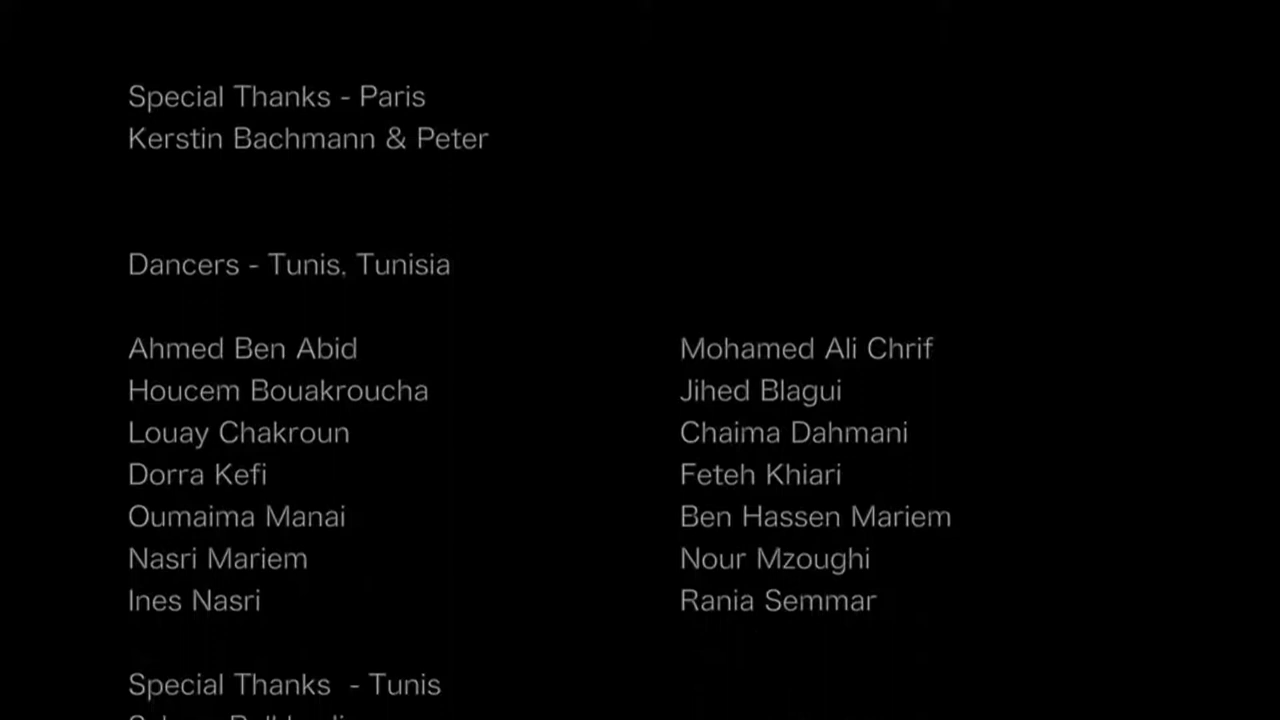 Special Thanks - Paris
Kerstin Bachmann & Peter
Dancers - Tunis, Tunisia
Ahmed Ben Abid
Houcem Bouakroucha
Louay Chakroun
Dorra Kefi
Oumaima Manai
Nasri Mariem
Ines Nasri
Mohamed Ali Chrif
Jihed Blagui
Chaima Dahmani
Feteh Khiari
Ben Hassen Mariem
Nour Mzoughi
Rania Semmar
Special Thanks - Tunis